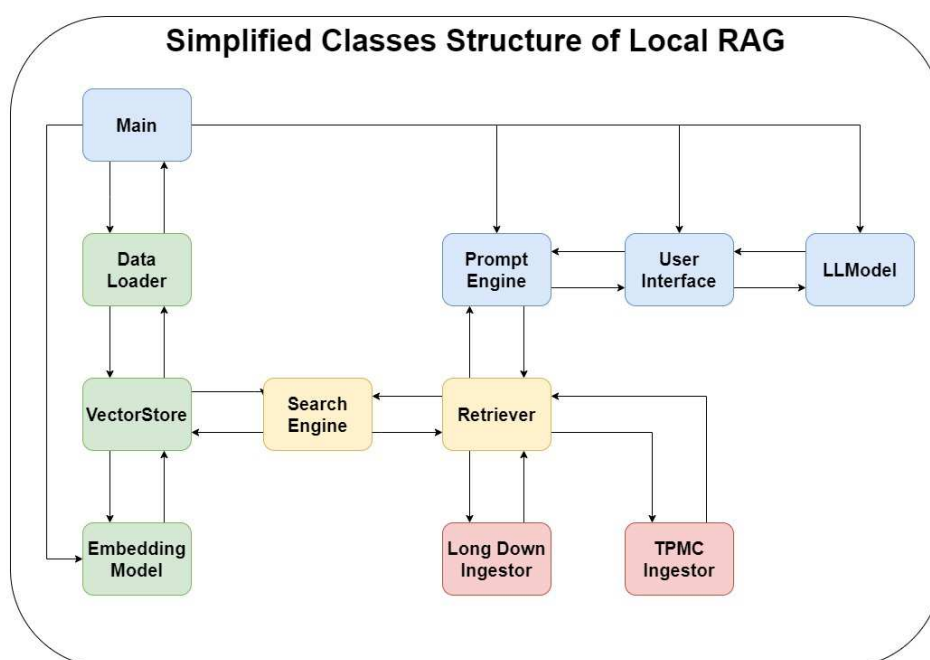 Simplified Classes Structure of Local RAG
Main
Data
Loader
Prompt
Engine
User
Interface
LLModel
VectorStore
Search
Engine
Retriever
Embedding
Model
Long Down
Ingestor
TPMC
Ingestor